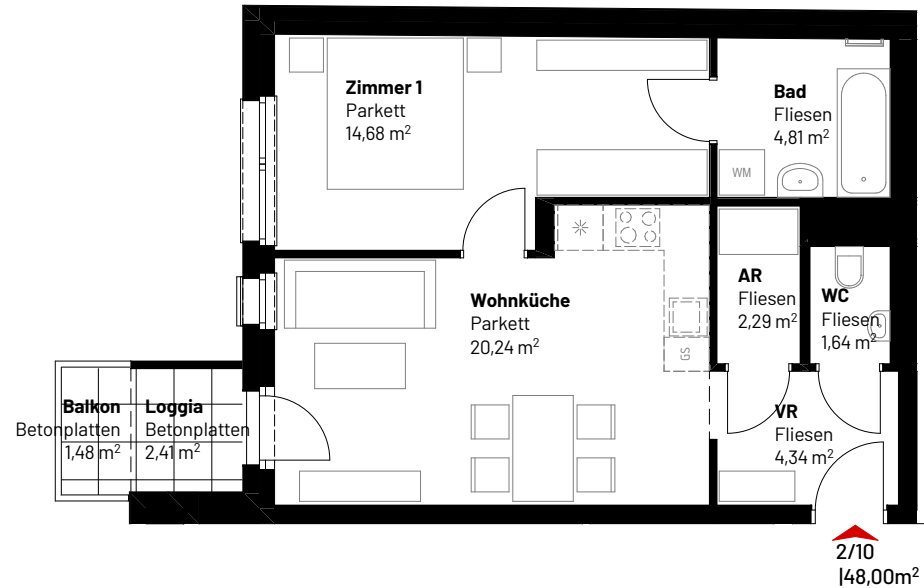 Zimmer 1
Parkett
14,68 m²
Bad
Fliesen
4,81 m²
WM
Wohnküche
Parkett
20,24 m²
GS
AR
Fliesen
2,29 m²
WC
Fliesen
1,64 m²
Balkon
Betonplatten
1,48 m²
Loggia
Betonplatten
2,41 m²
VR
Fliesen
4,34 m²
2/10
|48,00m²